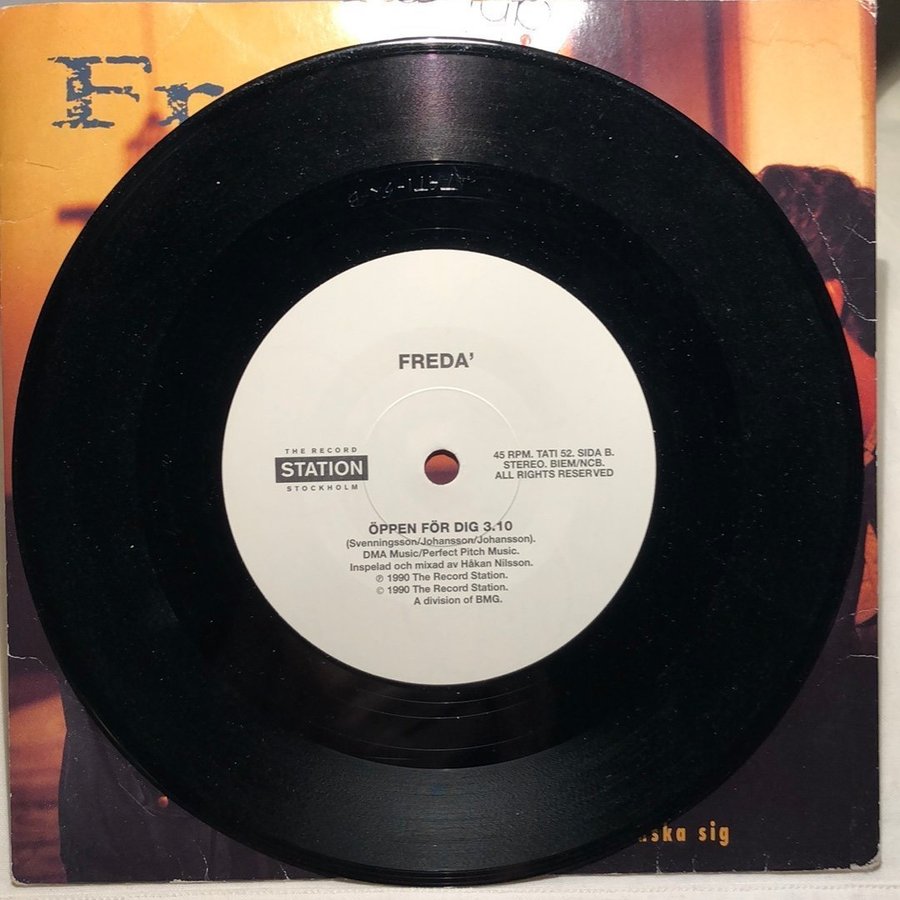 Fr
FREDA’
THE RECORD
STATION
STOCKHOLM
45 RPM. TATI 52. SIDA B.
STEREO. BIEM/NCB.
ALL RIGHTS RESERVED
ÖPPEN FÖR DIG 3.10
(Svenningsson/Johansson/Johansson).
DMA Music/Perfect Pitch Music.
Inspelad och mixad av Håkan Nilsson.
℗ 1990 The Record Station.
© 1990 The Record Station.
A division of BMG.
sig